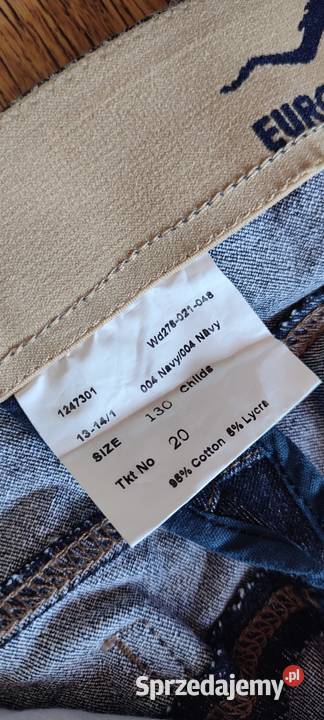 EURO
Wd278-021-048
1247301 004 Navy/004 Navy
13-14/1
SIZE 130 Childs
Tkt No 20
95% Cotton 5% Lycra
Sprzedajemy.pl